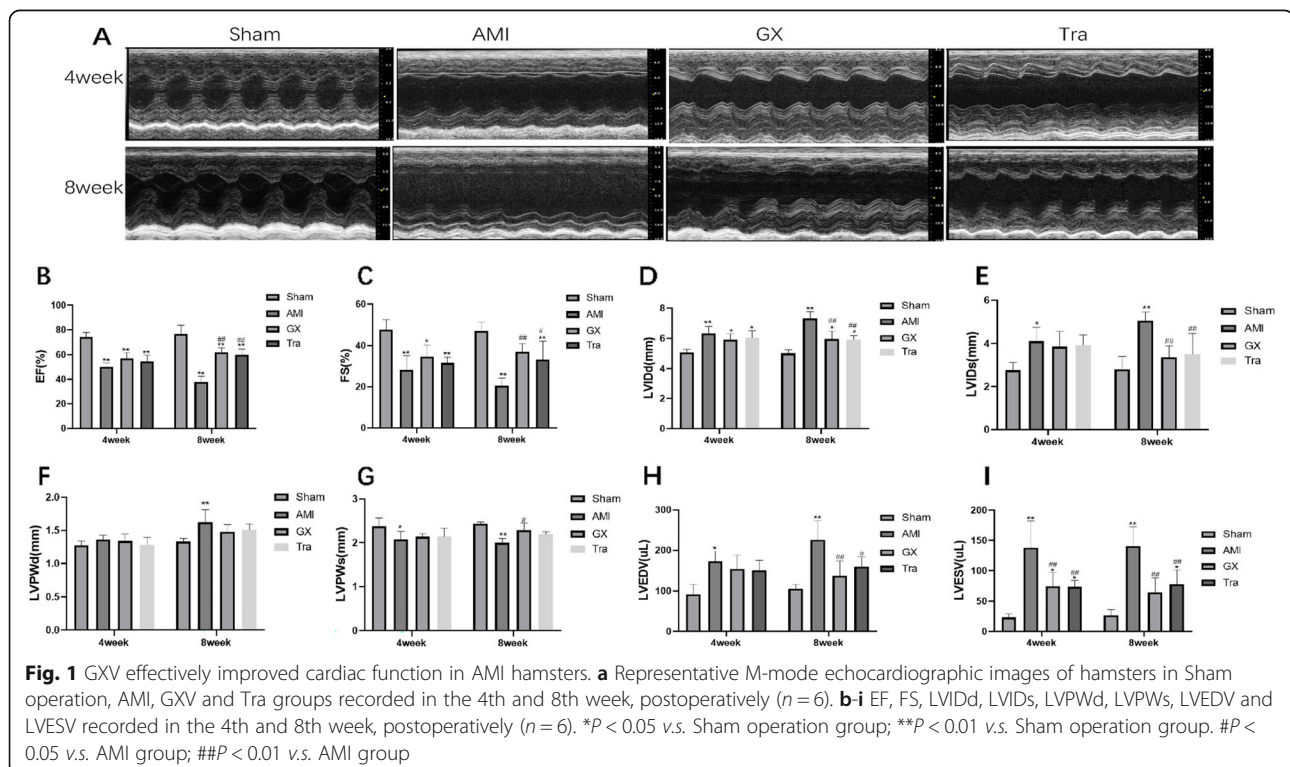 A
Sham
AMI
GX
Tra
4week
8week
B
EF(%)
100
80
60
40
20
0
** ** **
** ## ** ## **
4week
8week
Sham
AMI
GX
Tra
C
FS(%)
60
40
20
0
** * **
** ## # **
4week
8week
Sham
AMI
GX
Tra
D
LVIDd(mm)
8
6
4
2
0
** * *
** ## * ## *
4week
8week
Sham
AMI
GX
Tra
E
LVIDs(mm)
6
4
2
0
*
** ## ##
4week
8week
Sham
AMI
GX
Tra
F
LVPWd(mm)
2.0
1.5
1.0
0.5
0.0
**
4week
8week
Sham
AMI
GX
Tra
G
LVPWs(mm)
3
2
1
0
** #
4week
8week
Sham
AMI
GX
Tra
H
LVEDV(uL)
300
200
100
0
*
** ## #
4week
8week
Sham
AMI
GX
Tra
I
LVESV(uL)
200
150
100
50
0
** ## * ## *
** ## ## *
4week
8week
Sham
AMI
GX
Tra
Fig. 1 GXV effectively improved cardiac function in AMI hamsters. a Representative M-mode echocardiographic images of hamsters in Sham
operation, AMI, GXV and Tra groups recorded in the 4th and 8th week, postoperatively (n = 6). b-i EF, FS, LVIDd, LVIDs, LVPWd, LVPWs, LVEDV and
LVESV recorded in the 4th and 8th week, postoperatively (n = 6). *P < 0.05 v.s. Sham operation group; **P < 0.01 v.s. Sham operation group. #P <
0.05 v.s. AMI group; ##P < 0.01 v.s. AMI group